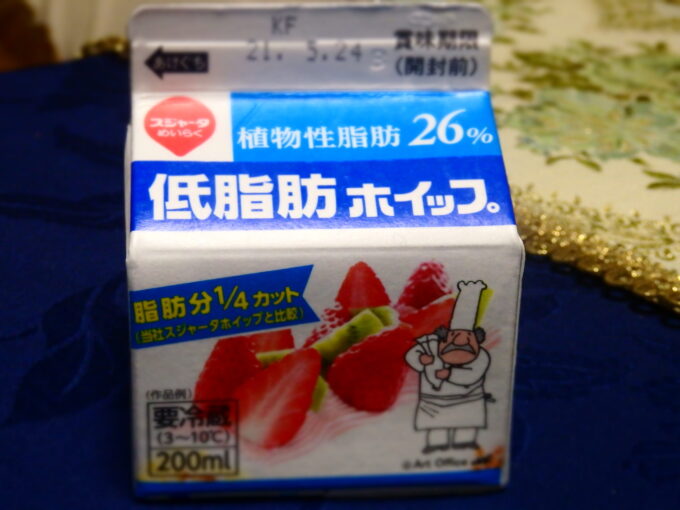 KF
21. 5.24
賞味期限
(開封前)
あけくち
スジャータ
めいらく
植物性脂肪 26%
低脂肪ホイップ。
脂肪分1/4カット
(当社スジャータホイップと比較)
(作品例)
要冷蔵
(3~10℃)
200ml
©Art Office